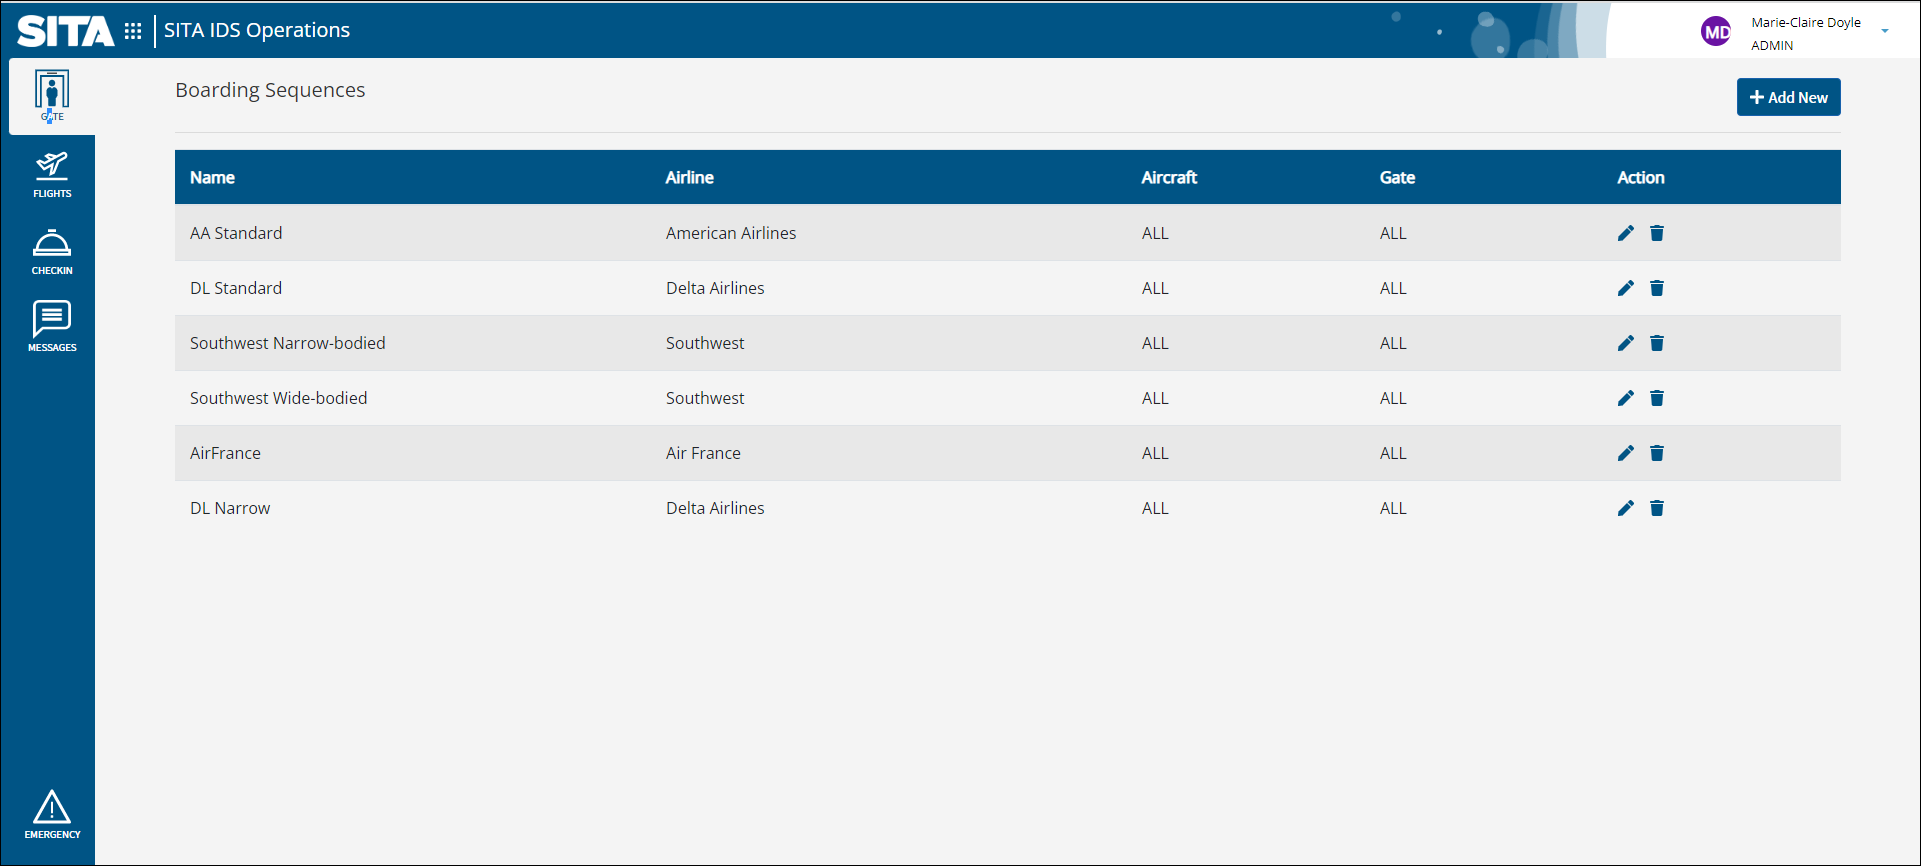 SITA SITA IDS Operations
MD Marie-Claire Doyle
ADMIN
GATE
FLIGHTS
CHECKIN
MESSAGES
EMERGENCY
Boarding Sequences
+ Add New
Name Airline Aircraft Gate Action
AA Standard American Airlines ALL ALL
DL Standard Delta Airlines ALL ALL
Southwest Narrow-bodied Southwest ALL ALL
Southwest Wide-bodied Southwest ALL ALL
AirFrance Air France ALL ALL
DL Narrow Delta Airlines ALL ALL